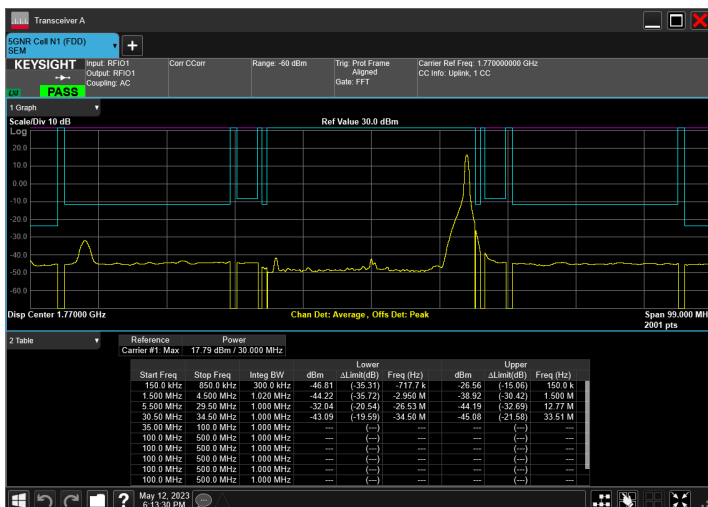 Transceiver A
5GNR Cell N1 (FDD)
SEM
KEYSIGHT
LXI
PASS
Input: RFIO1
Output: RFIO1
Coupling: AC
Corr CCorr
Range: -60 dBm
Trig: Prot Frame
Aligned
Gate: FFT
Carrier Ref Freq: 1.770000000 GHz
CC Info: Uplink, 1 CC
1 Graph
Scale/Div 10 dB
Ref Value 30.0 dBm
Log
20.0
10.0
0.00
-10.0
-20.0
-30.0
-40.0
-50.0
-60.0
Disp Center 1.77000 GHz
Chan Det: Average, Offs Det: Peak
Span 99.000 MH
2001 pts
2 Table
Reference Power
Carrier #1: Max 17.79 dBm / 30.000 MHz
Lower Upper
Start Freq Stop Freq Integ BW dBm ΔLimit(dB) Freq (Hz) dBm ΔLimit(dB) Freq (Hz)
150.0 kHz 850.0 kHz 300.0 kHz -46.81 (-35.31) -717.7 k -26.56 (-15.06) 150.0 k
1.500 MHz 4.500 MHz 1.020 MHz -44.22 (-35.72) -2.950 M -38.92 (-30.42) 1.500 M
5.500 MHz 29.50 MHz 1.000 MHz -32.04 (-20.54) -26.53 M -44.19 (-32.69) 12.77 M
30.50 MHz 34.50 MHz 1.000 MHz -43.09 (-19.59) -34.50 M -45.08 (-21.58) 33.51 M
35.00 MHz 100.0 MHz 1.000 MHz --- (---) --- --- (---) ---
100.0 MHz 500.0 MHz 1.000 MHz --- (---) --- --- (---) ---
100.0 MHz 500.0 MHz 1.000 MHz --- (---) --- --- (---) ---
100.0 MHz 500.0 MHz 1.000 MHz --- (---) --- --- (---) ---
100.0 MHz 500.0 MHz 1.000 MHz --- (---) --- --- (---) ---
100.0 MHz 500.0 MHz 1.000 MHz --- (---) --- --- (---) ---
May 12, 2023
6:13:30 PM